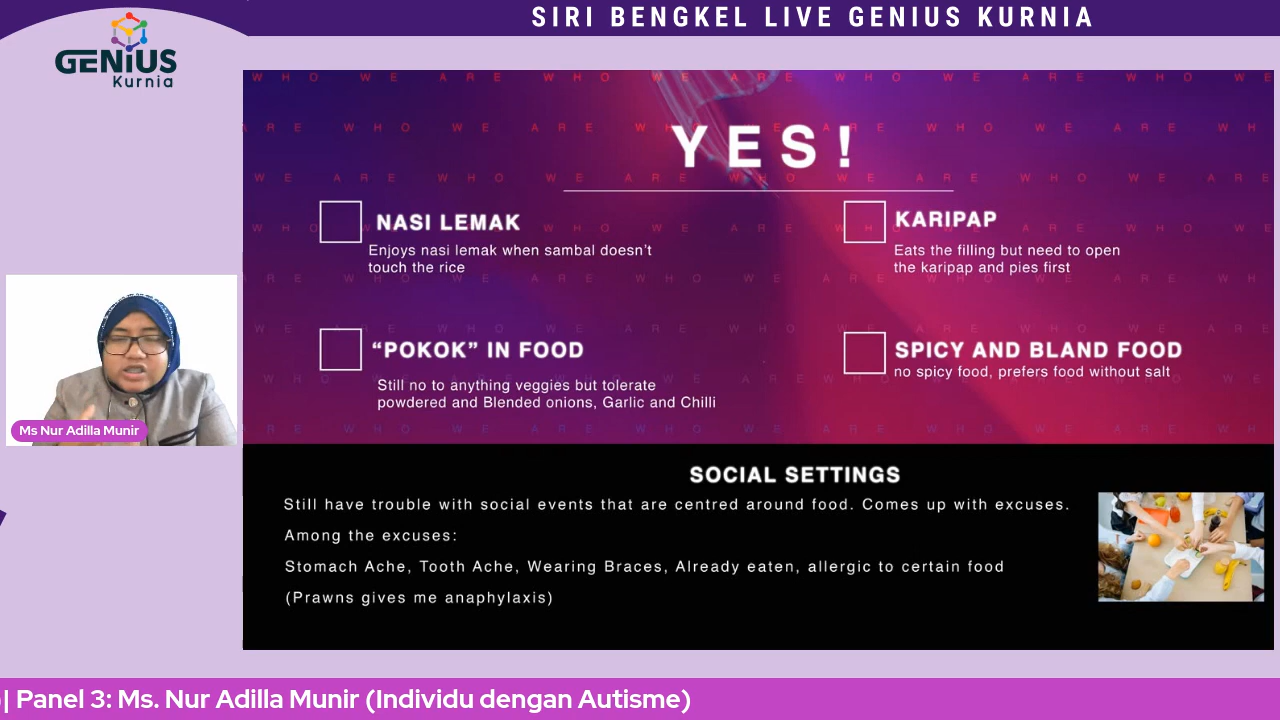 SIRI BENGKEL LIVE GENIUS KURNIA
GENiUS
Kurnia
YES!
NASI LEMAK
Enjoys nasi lemak when sambal doesn't
touch the rice
KARIPAP
Eats the filling but need to open
the karipap and pies first
"POKOK" IN FOOD
Still no to anything veggies but tolerate
powdered and Blended onions, Garlic and Chilli
SPICY AND BLAND FOOD
no spicy food, prefers food without salt
Ms Nur Adilla Munir
SOCIAL SETTINGS
Still have trouble with social events that are centred around food. Comes up with excuses.
Among the excuses:
Stomach Ache, Tooth Ache, Wearing Braces, Already eaten, allergic to certain food
(Prawns gives me anaphylaxis)
| Panel 3: Ms. Nur Adilla Munir (Individu dengan Autisme)